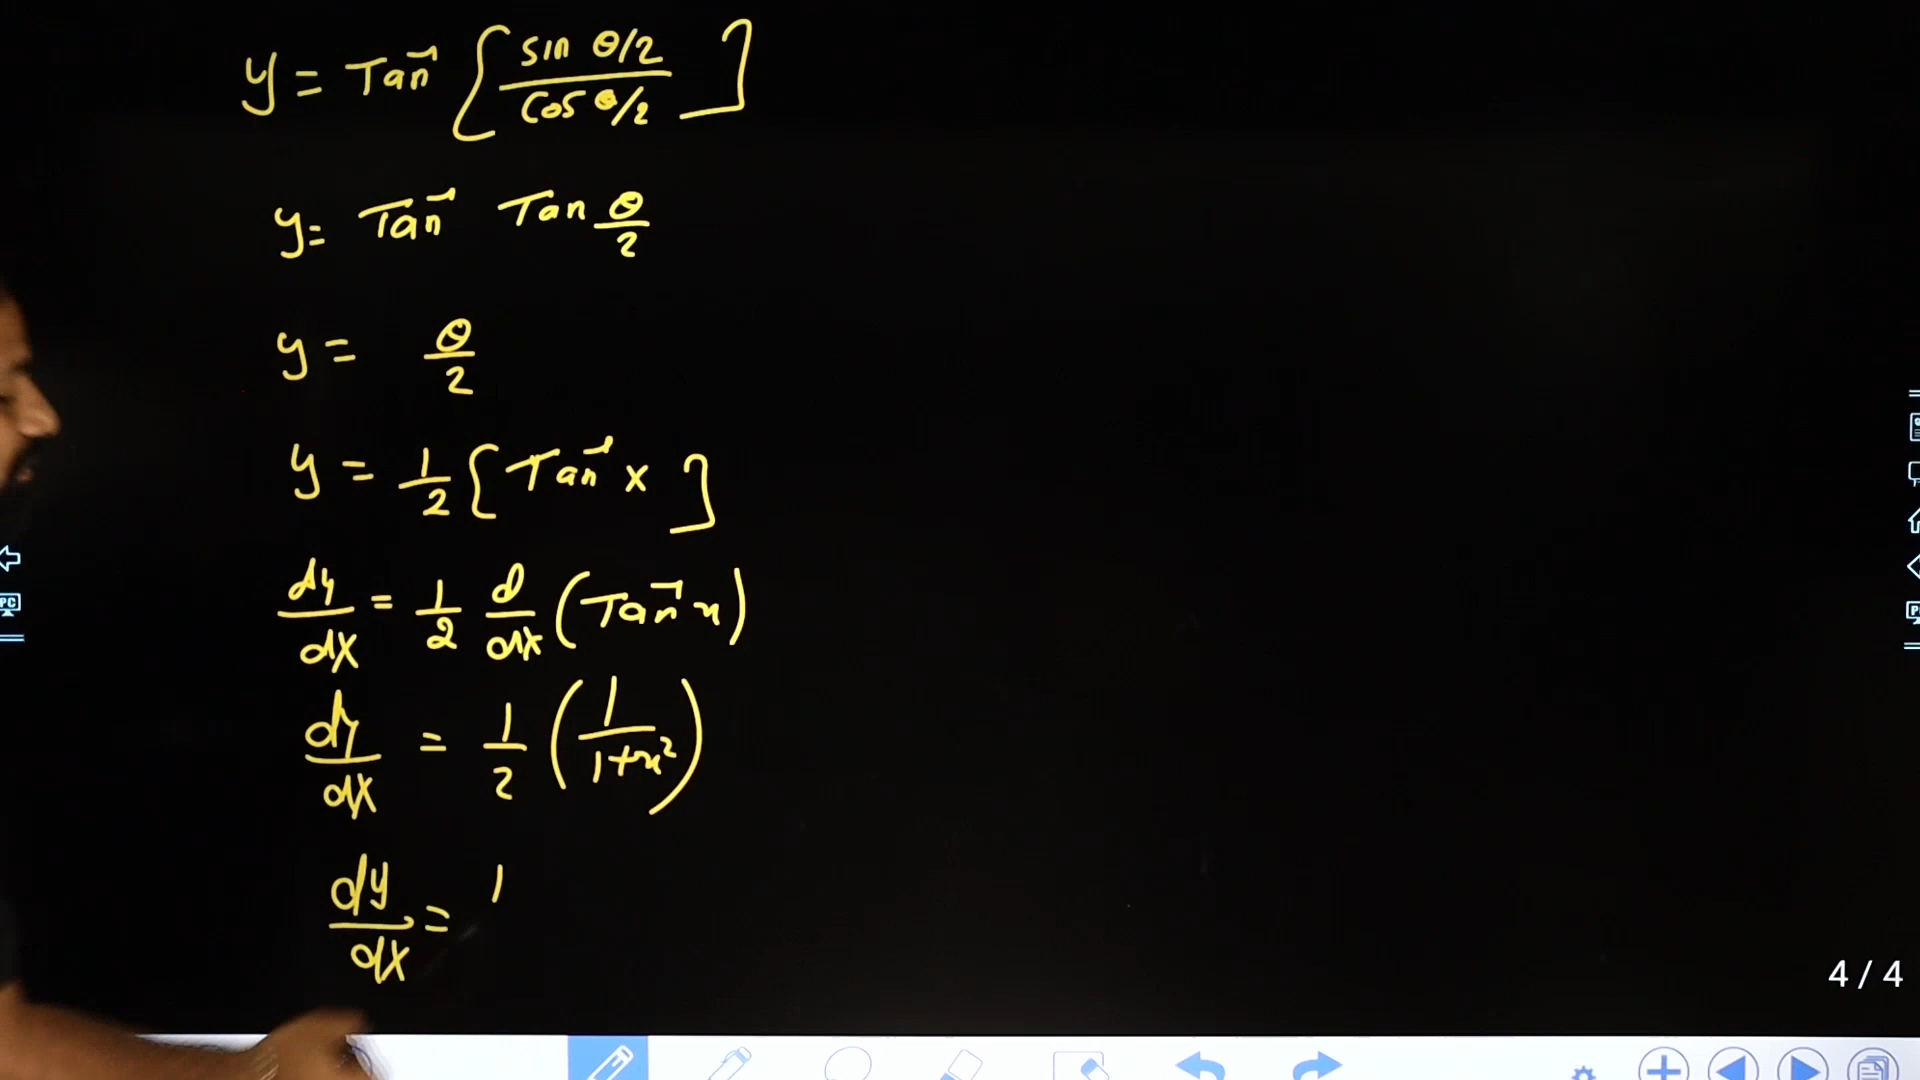 y = Tan⁻¹ [ sin θ/2 / cos θ/2 ]
y = Tan⁻¹ Tan θ/2
y = θ/2
y = 1/2 [ Tan⁻¹ x ]
dy/dx = 1/2 d/dx (Tan⁻¹ x)
dy/dx = 1/2 (1/(1+x²))
dy/dx = 1
PC
4 / 4